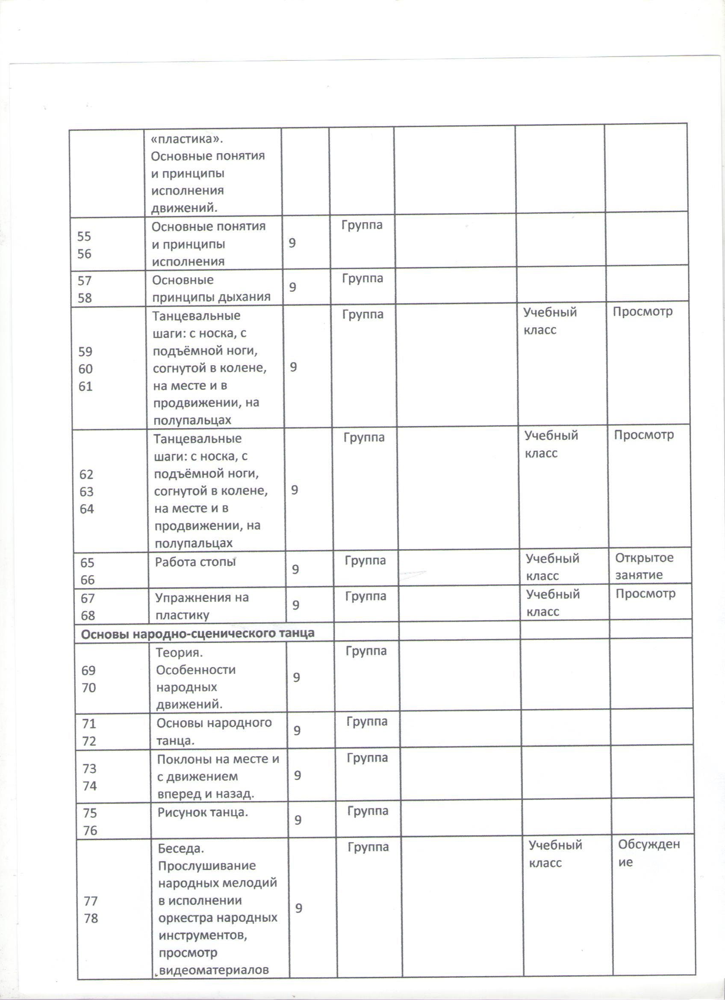 «пластика».
Основные понятия
и принципы
исполнения
движений.
55
56
Основные понятия
и принципы
исполнения
9
Группа
57
58
Основные
принципы дыхания
9
Группа
59
60
61
Танцевальные
шаги: с носка, с
подъёмной ноги,
согнутой в колене,
на месте и в
продвижении, на
полупальцах
9
Группа
Учебный
класс
Просмотр
62
63
64
Танцевальные
шаги: с носка, с
подъёмной ноги,
согнутой в колене,
на месте и в
продвижении, на
полупальцах
9
Группа
Учебный
класс
Просмотр
65
66
Работа стопы
9
Группа
Учебный
класс
Открытое
занятие
67
68
Упражнения на
пластику
9
Группа
Учебный
класс
Просмотр
Основы народно-сценического танца
69
70
Теория.
Особенности
народных
движений.
9
Группа
71
72
Основы народного
танца.
9
Группа
73
74
Поклоны на месте и
с движением
вперед и назад.
9
Группа
75
76
Рисунок танца.
9
Группа
77
78
Беседа.
Прослушивание
народных мелодий
в исполнении
оркестра народных
инструментов,
просмотр
видеоматериалов
9
Группа
Учебный
класс
Обсужден
ие